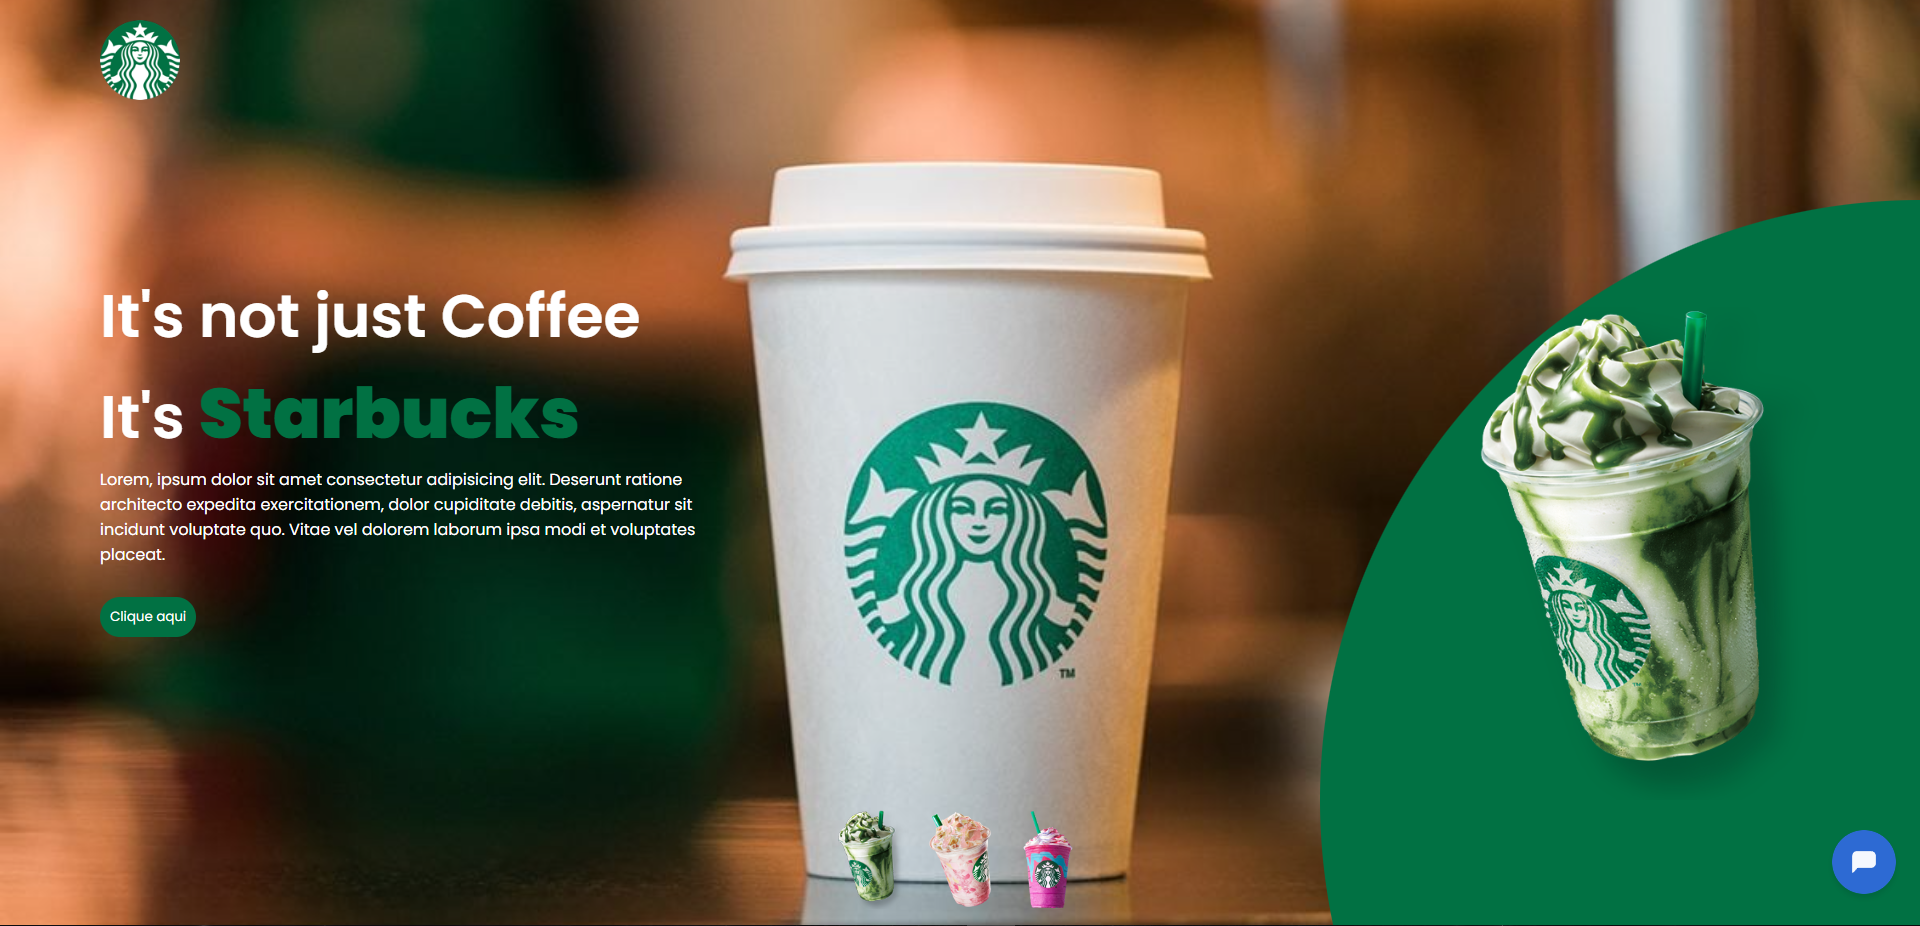 It's not just Coffee
It's Starbucks
Lorem, ipsum dolor sit amet consectetur adipisicing elit. Deserunt ratione
architecto expedita exercitationem, dolor cupiditate debitis, aspernatur sit
incidunt voluptate quo. Vitae vel dolorem laborum ipsa modi et voluptates
placeat.
Clique aqui
TM